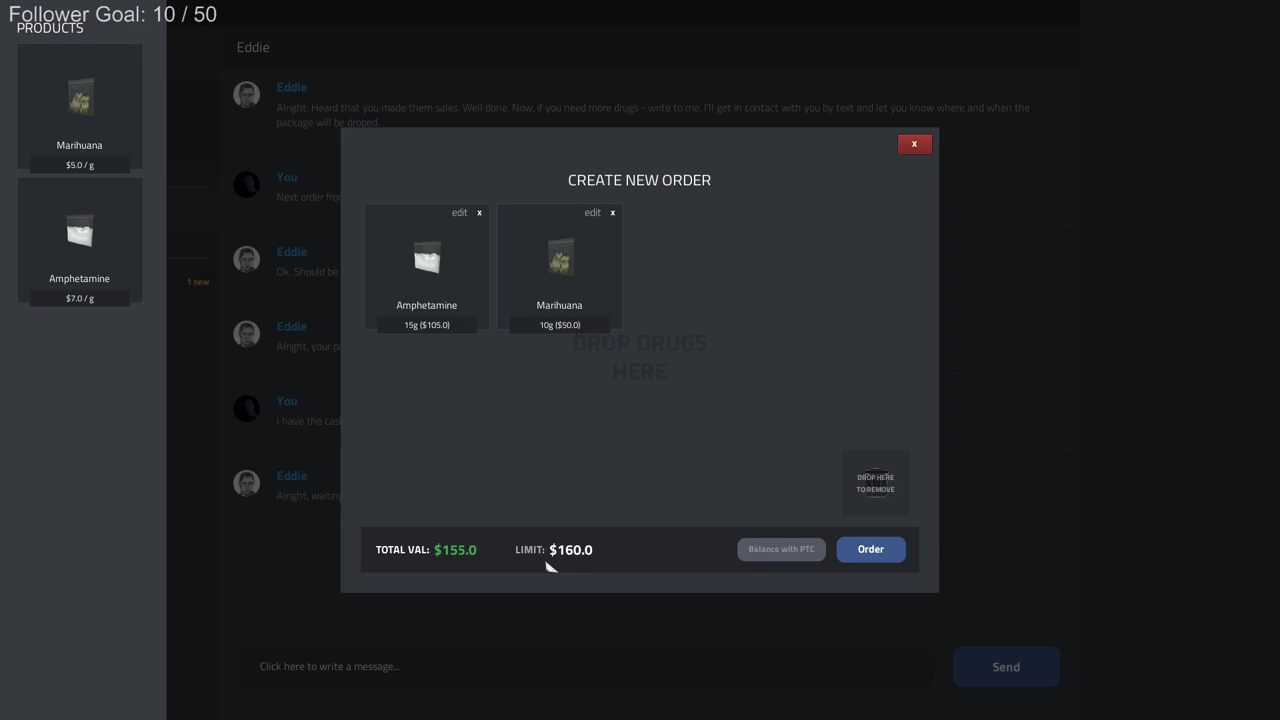 Follower Goal: 10 / 50
PRODUCTS
Marihuana
$5.0 / g
Amphetamine
$7.0 / g
1 new
Eddie
Eddie
Alright. Heard that you made them sales. Well done. Now, if you need more drugs - write to me. I'll get in contact with you by text and let you know where and when the
package will be droped.
You
Next order
Eddie
Ok. Should be
Eddie
Alright, your
You
I have the
Eddie
Alright,
x
CREATE NEW ORDER
edit x
Amphetamine
15g ($105.0)
edit x
Marihuana
10g ($50.0)
DROP DRUGS
HERE
DROP HERE
TO REMOVE
TOTAL VAL: $155.0 LIMIT: $160.0
Balance with PTC
Order
Click here to write a message...
Send